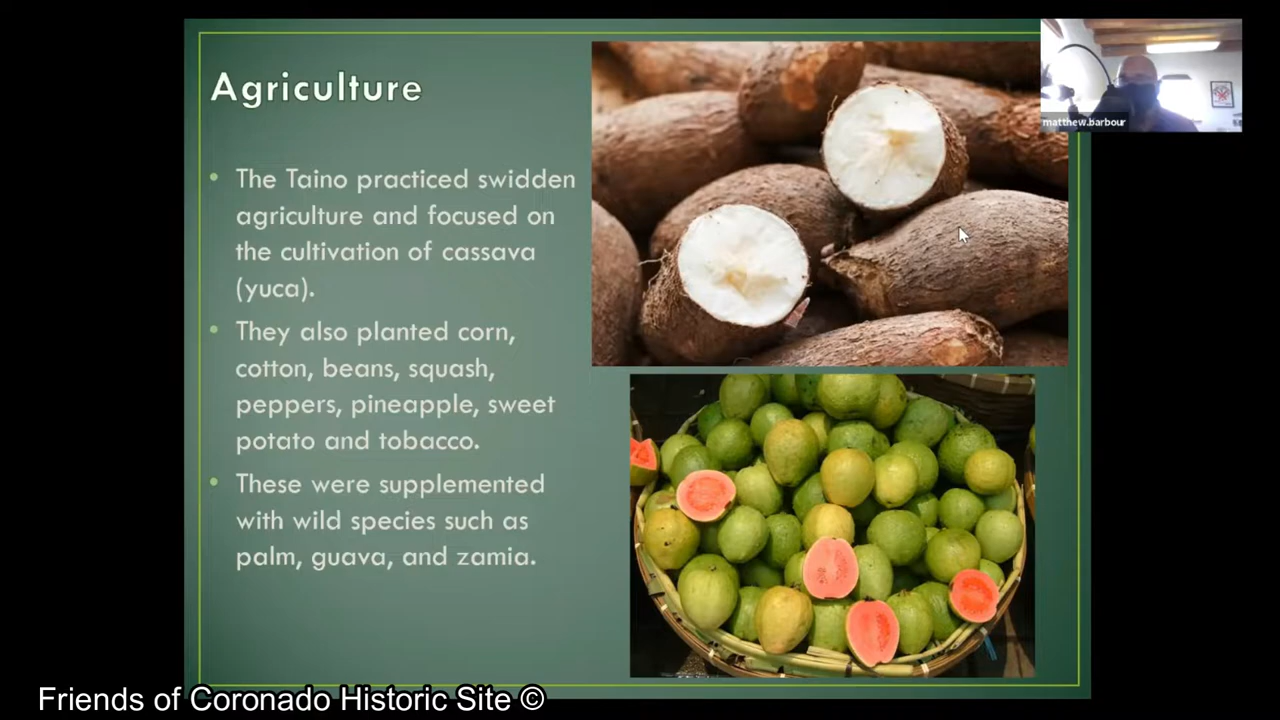 Agriculture
• The Taino practiced swidden
agriculture and focused on
the cultivation of cassava
(yuca).
• They also planted corn,
cotton, beans, squash,
peppers, pineapple, sweet
potato and tobacco.
• These were supplemented
with wild species such as
palm, guava, and zamia.
matthew.barbour
Friends of Coronado Historic Site ©